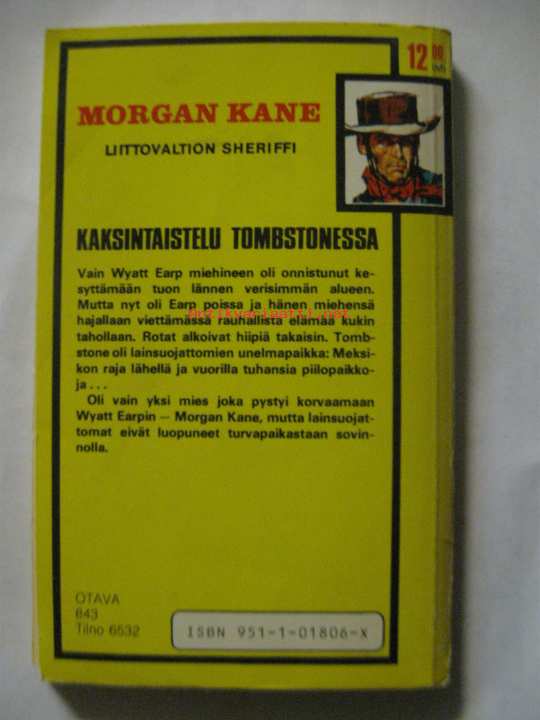 12.00
MORGAN KANE
LIITTOVALTION SHERIFFI
KAKSINTAISTELU TOMBSTONESSA
Vain Wyatt Earp miehineen oli onnistunut ke-
syttämään tuon lännen verisimmän alueen.
Mutta nyt oli Earp poissa ja hänen miehensä
hajallaan viettämässä rauhallista elämää kukin
Antikvariaatit.net
tahollaan. Rotat alkoivat hiipiä takaisin. Tomb-
stone oli lainsuojattomien unelmapaikka: Meksi-
kon raja lähellä ja vuorilla tuhansia piilopaikko-
ja...
Oli vain yksi mies joka pystyi korvaamaan
Wyatt Earpin — Morgan Kane, mutta lainsuojat-
tomat eivät luopuneet turvapaikastaan sovin-
nolla.
OTAVA
843
Tilno 6532
ISBN 951-1-01806-X